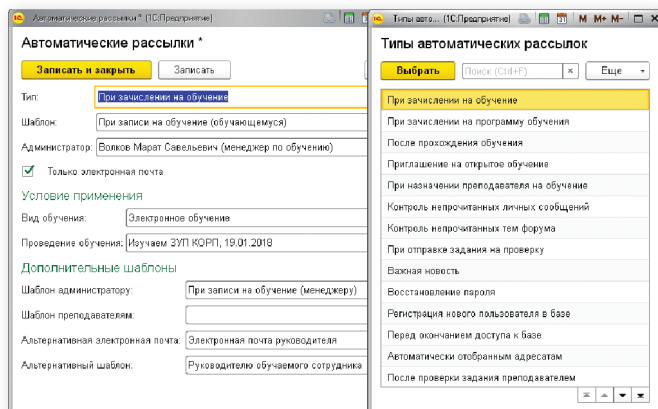 Автоматические рассылки * (1С:Предприятие)
Автоматические рассылки *
Записать и закрыть
Записать
Тип: При зачислении на обучение
Шаблон: При записи на обучение (обучающемуся)
Администратор: Волков Марат Савельевич (менеджер по обучению)
Только электронная почта
Условие применения
Вид обучения: Электронное обучение
Проведение обучения: Изучаем ЗУП КОРП, 19.01.2018
Дополнительные шаблоны
Шаблон администратору: При записи на обучение (менеджеру)
Шаблон преподавателям:
Альтернативная электронная почта: Электронная почта руководителя
Альтернативный шаблон: Руководителю обучаемого сотрудника
Типы авто... (1С:Предприятие) M M+ M-
Типы автоматических рассылок
Выбрать
Поиск (Ctrl+F) ×
Еще
При зачислении на обучение
При зачислении на программу обучения
После прохождения обучения
Приглашение на открытое обучение
При назначении преподавателя на обучение
Контроль непрочитанных личных сообщений
Контроль непрочитанных тем форума
При отправке задания на проверку
Важная новость
Восстановление пароля
Регистрация нового пользователя в базе
Перед окончанием доступа к базе
Автоматически отобранным адресатам
После проверки задания преподавателем